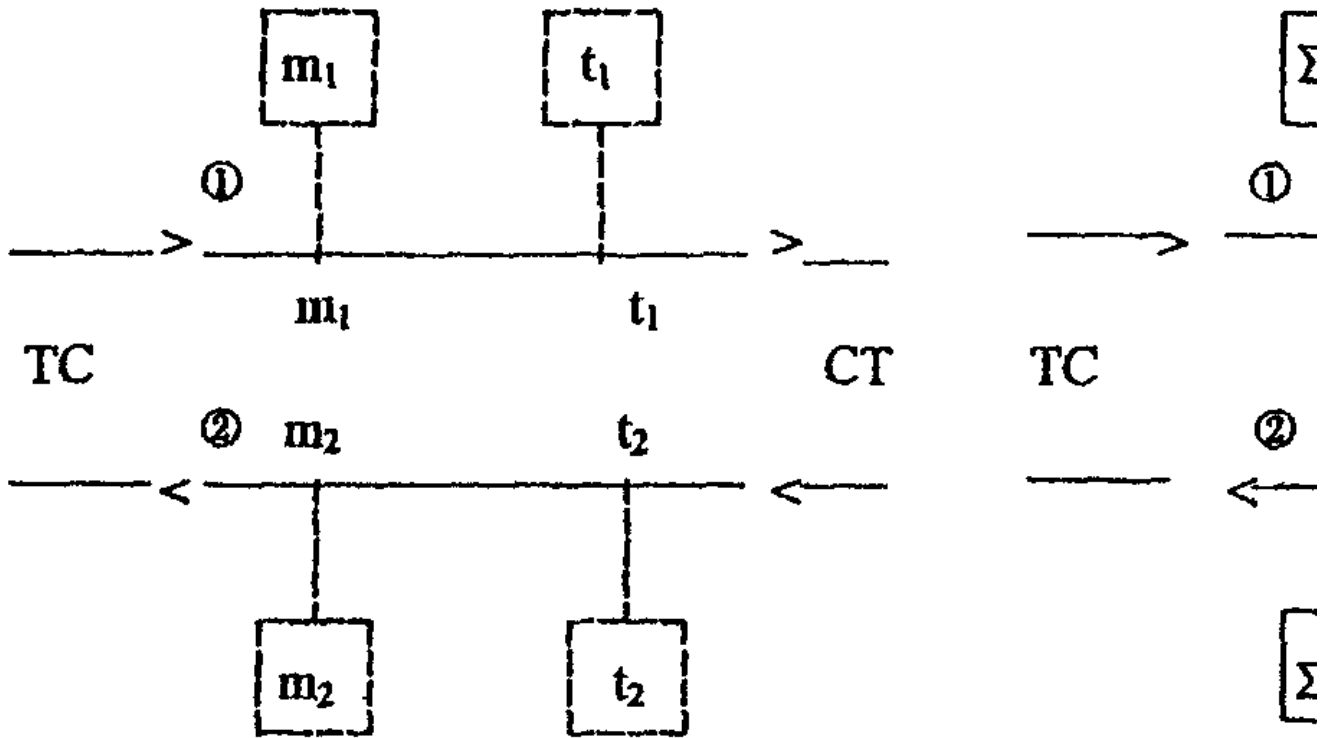 m₁ t₁ Σ
① ①
m₁ t₁
TC CT TC
② m₂ t₂ ②
m₂ t₂ Σ